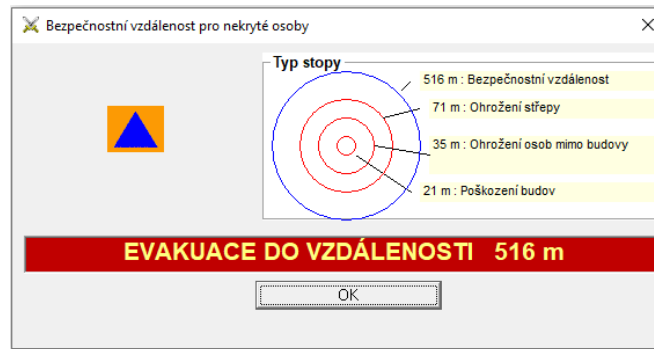 Bezpečnostní vzdálenost pro nekryté osoby
Typ stopy
516 m : Bezpečnostní vzdálenost
71 m : Ohrožení střepy
35 m : Ohrožení osob mimo budovy
21 m : Poškození budov
EVAKUACE DO VZDÁLENOSTI 516 m
OK